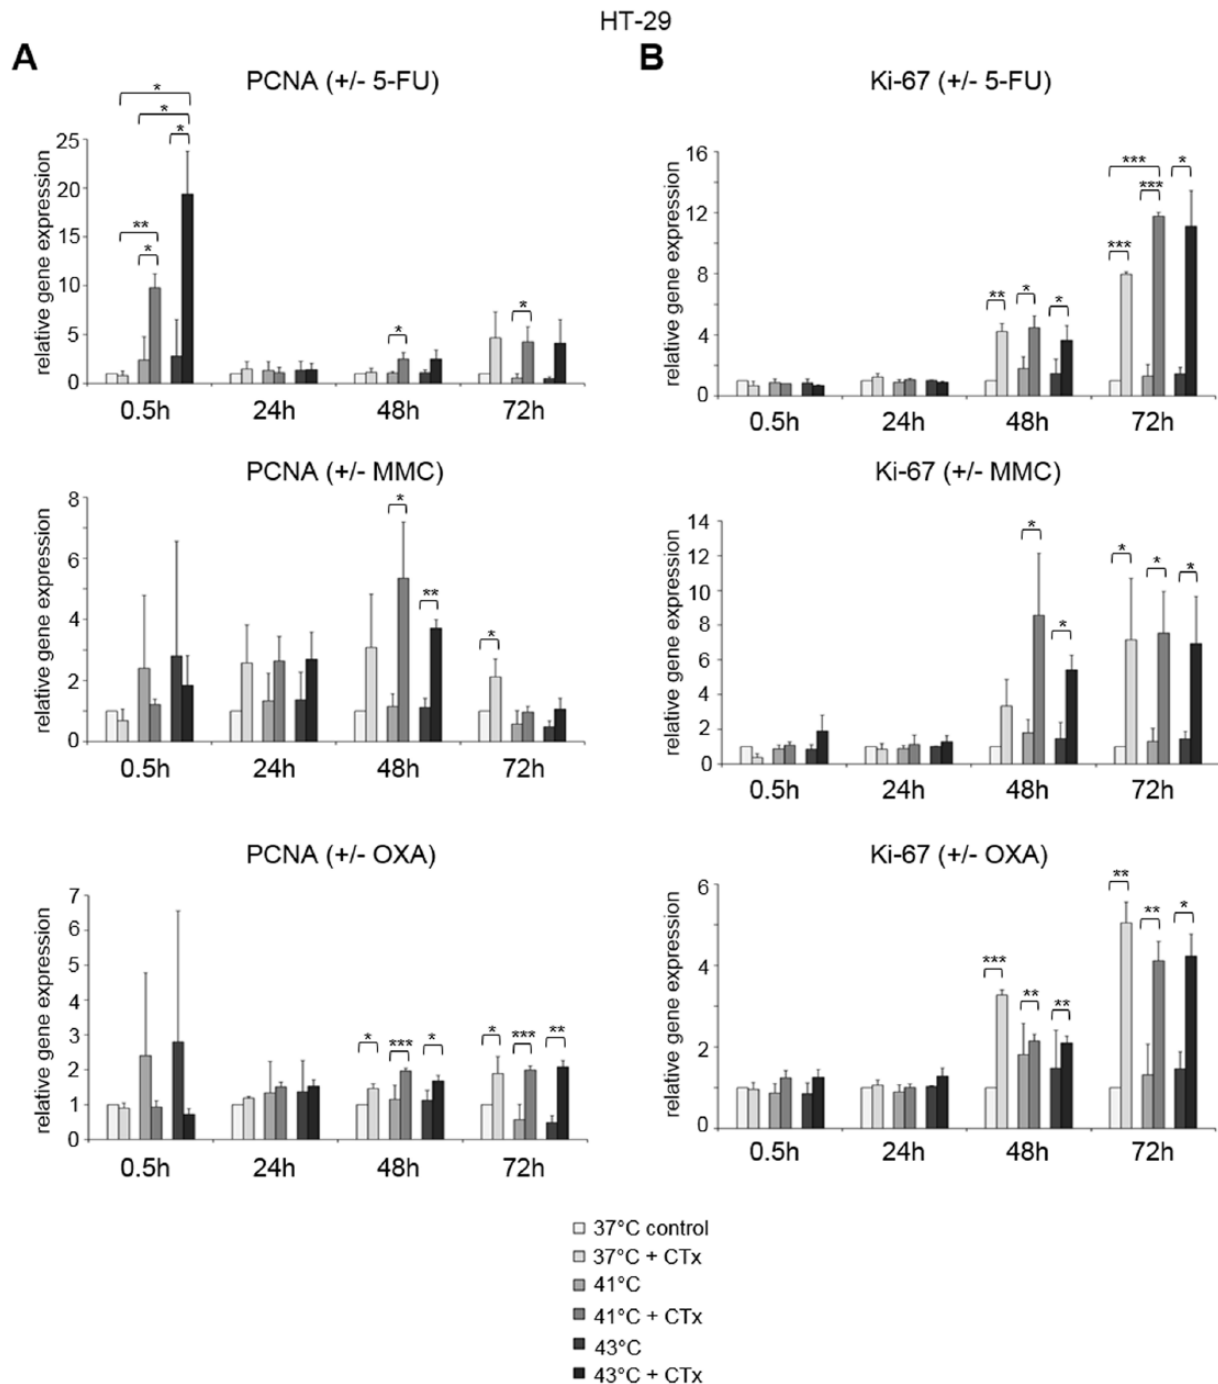 HT-29
A
PCNA (+/- 5-FU)
* * *
** *
* *
relative gene expression
25
20
15
10
5
0
0.5h 24h 48h 72h
B
Ki-67 (+/- 5-FU)
*** *
***
***
** * *
relative gene expression
16
12
8
4
0
0.5h 24h 48h 72h
PCNA (+/- MMC)
*
**
*
relative gene expression
8
6
4
2
0
0.5h 24h 48h 72h
Ki-67 (+/- MMC)
* *
* * *
relative gene expression
14
12
10
8
6
4
2
0
0.5h 24h 48h 72h
PCNA (+/- OXA)
* *** * * *** **
relative gene expression
7
6
5
4
3
2
1
0
0.5h 24h 48h 72h
Ki-67 (+/- OXA)
*** ** ** ** ** *
relative gene expression
6
4
2
0
0.5h 24h 48h 72h
37°C control
37°C + CTx
41°C
41°C + CTx
43°C
43°C + CTx